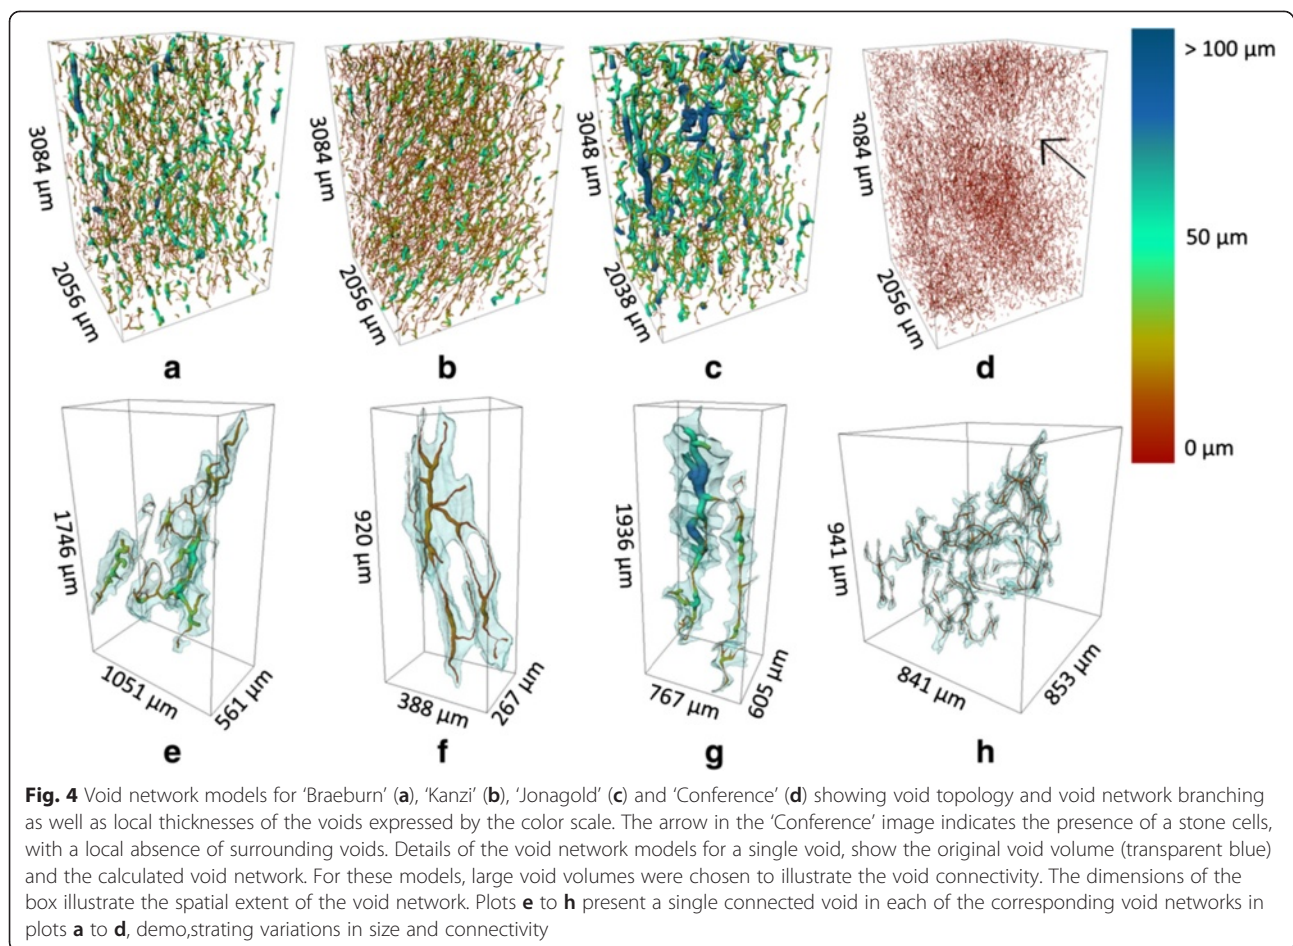 > 100 µm
50 µm
0 µm
3084 µm
2056 µm
a
3084 µm
2056 µm
b
3048 µm
2038 µm
c
3084 µm
2056 µm
d
1746 µm
1051 µm
561 µm
e
920 µm
388 µm
267 µm
f
1936 µm
767 µm
605 µm
g
941 µm
841 µm
853 µm
h
Fig. 4 Void network models for ‘Braeburn’ (a), ‘Kanzi’ (b), ‘Jonagold’ (c) and ‘Conference’ (d) showing void topology and void network branching
as well as local thicknesses of the voids expressed by the color scale. The arrow in the ‘Conference’ image indicates the presence of a stone cells,
with a local absence of surrounding voids. Details of the void network models for a single void, show the original void volume (transparent blue)
and the calculated void network. For these models, large void volumes were chosen to illustrate the void connectivity. The dimensions of the
box illustrate the spatial extent of the void network. Plots e to h present a single connected void in each of the corresponding void networks in
plots a to d, demo,strating variations in size and connectivity